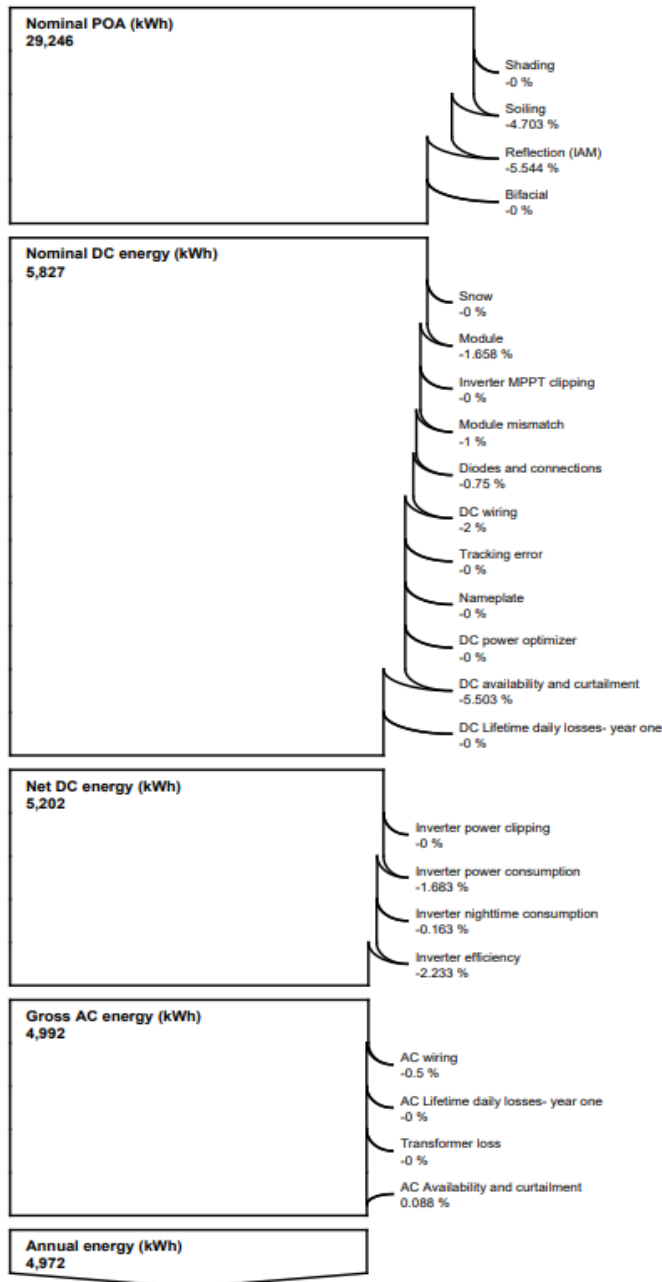 Nominal POA (kWh)
29,246
Shading
-0 %
Soiling
-4.703 %
Reflection (IAM)
-5.544 %
Bifacial
-0 %
Nominal DC energy (kWh)
5,827
Snow
-0 %
Module
-1.658 %
Inverter MPPT clipping
-0 %
Module mismatch
-1 %
Diodes and connections
-0.75 %
DC wiring
-2 %
Tracking error
-0 %
Nameplate
-0 %
DC power optimizer
-0 %
DC availability and curtailment
-5.503 %
DC Lifetime daily losses- year one
-0 %
Net DC energy (kWh)
5,202
Inverter power clipping
-0 %
Inverter power consumption
-1.683 %
Inverter nighttime consumption
-0.163 %
Inverter efficiency
-2.233 %
Gross AC energy (kWh)
4,992
AC wiring
-0.5 %
AC Lifetime daily losses- year one
-0 %
Transformer loss
-0 %
AC Availability and curtailment
0.088 %
Annual energy (kWh)
4,972